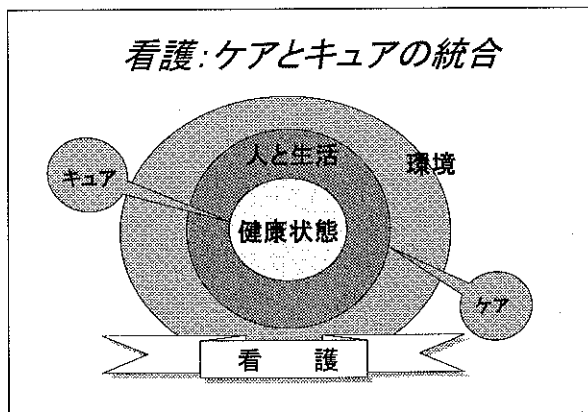 看護:ケアとキュアの統合
人と生活
環境
キュア
健康状態
ケア
看 護